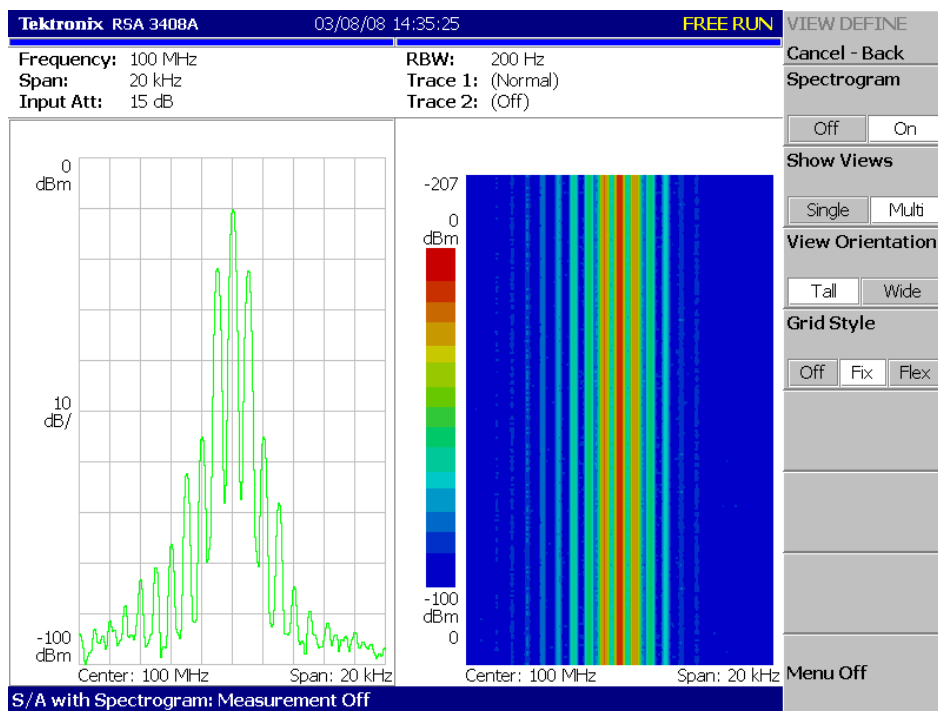 Tektronix RSA 3408A 03/08/08 14:35:25 FREE RUN
Frequency: 100 MHz
Span: 20 kHz
Input Att: 15 dB
RBW: 200 Hz
Trace 1: (Normal)
Trace 2: (Off)
0
dBm
10
dB/
-100
dBm
Center: 100 MHz Span: 20 kHz
-207
0
dBm
-100
dBm
0
Center: 100 MHz Span: 20 kHz
S/A with Spectrogram: Measurement Off
VIEW DEFINE
Cancel - Back
Spectrogram
Off On
Show Views
Single Multi
View Orientation
Tall Wide
Grid Style
Off Fix Flex
Menu Off